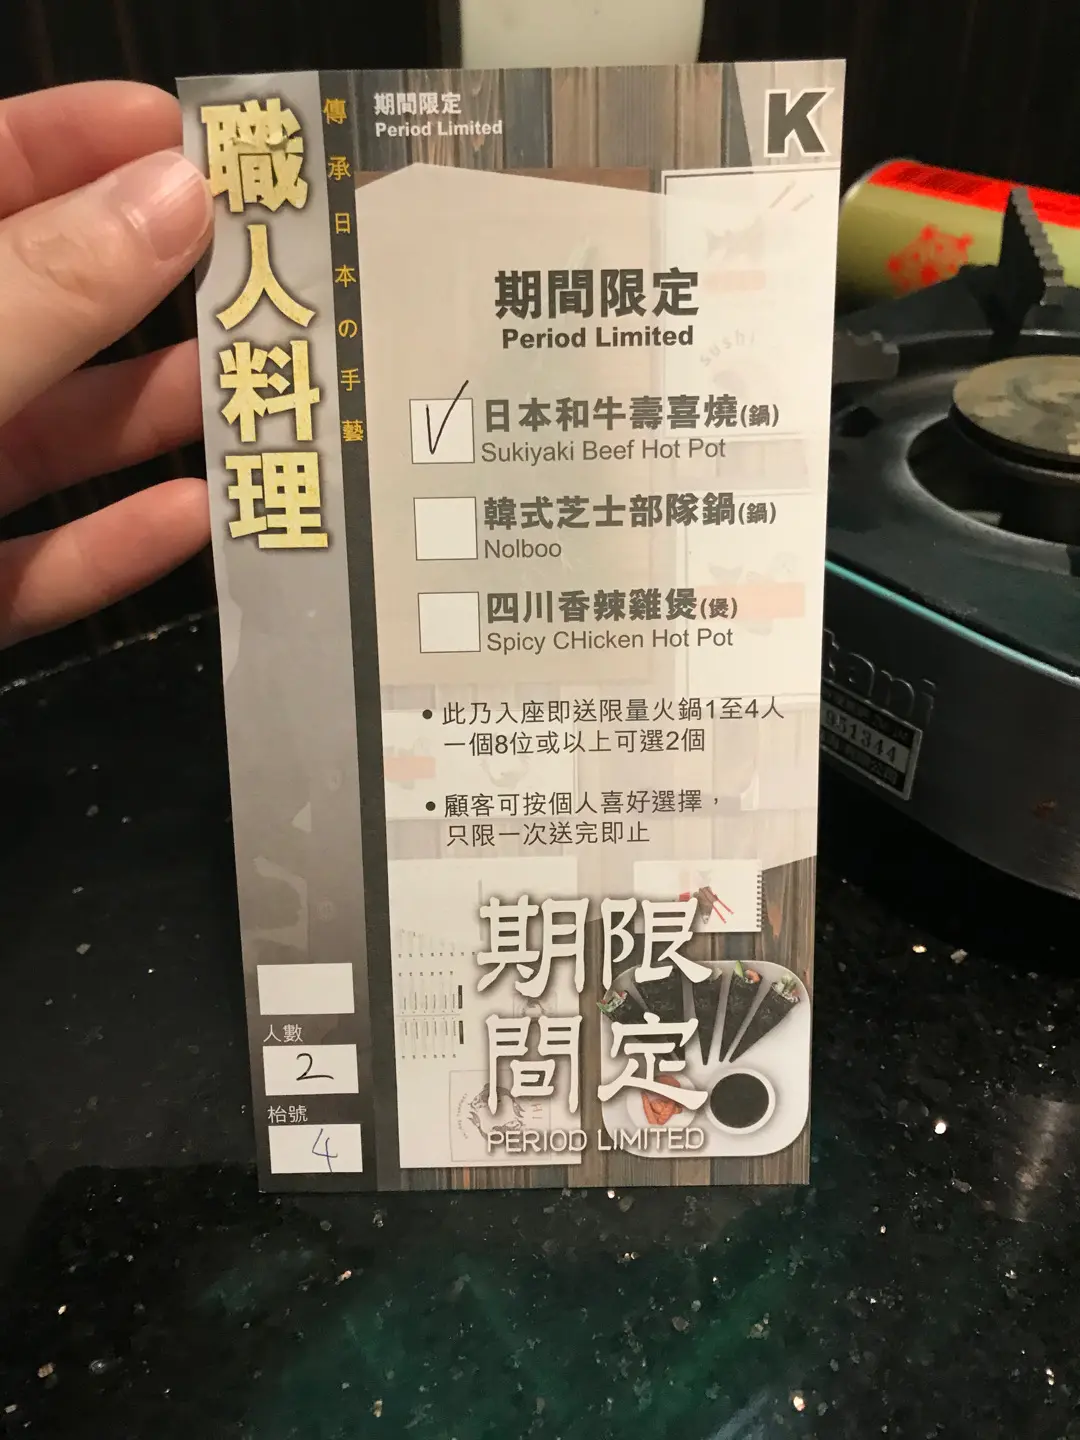 職人料理
傳承日本の手藝
期間限定
Period Limited
K
期間限定
Period Limited
日本和牛壽喜燒(鍋)
Sukiyaki Beef Hot Pot
韓式芝士部隊鍋(鍋)
Nolboo
四川香辣雞煲(煲)
Spicy CHicken Hot Pot
• 此乃入座即送限量火鍋1至4人
一個8位或以上可選2個
• 顧客可按個人喜好選擇，
只限一次送完即止
期間限定
PERIOD LIMITED
人數
2
枱號
4
sushi
051344